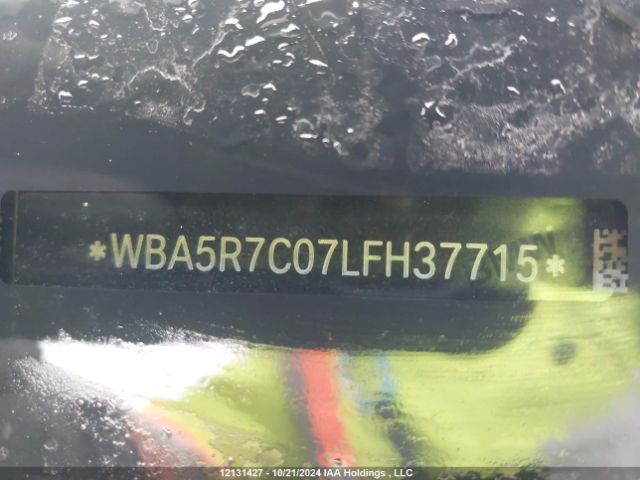 *WBA5R7C07LFH37715*
12131427 - 10/21/2024 IAA Holdings , LLC